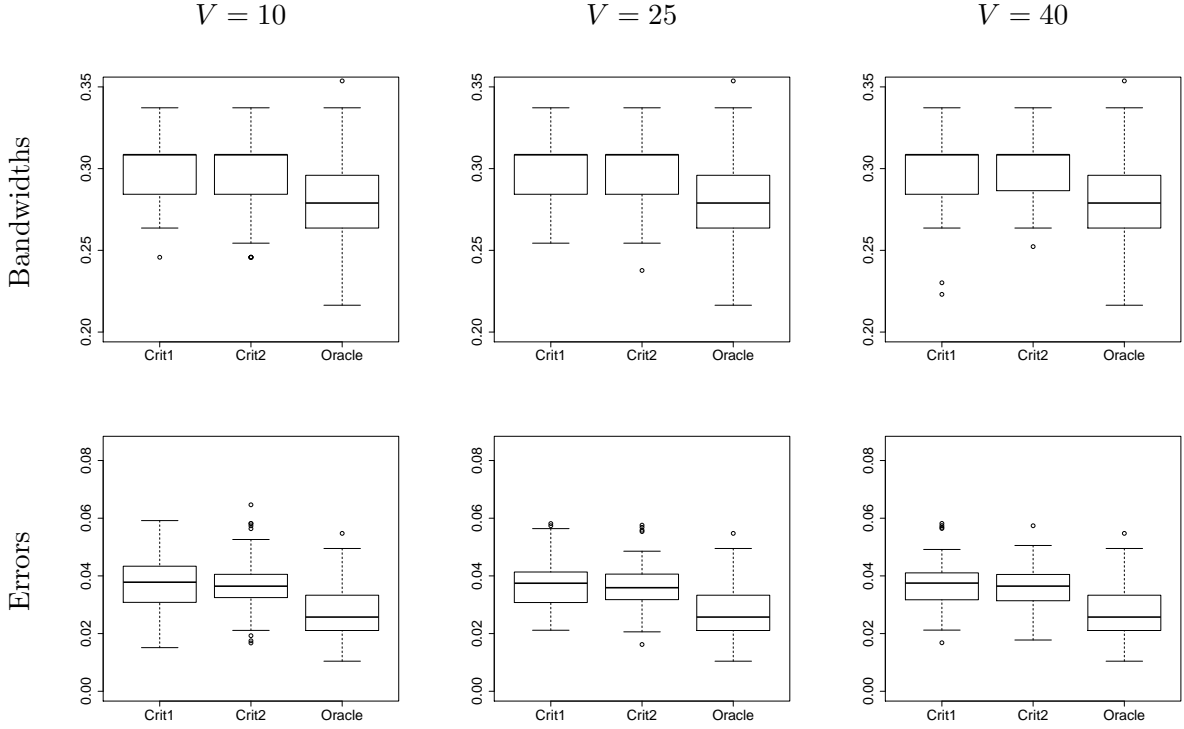 V = 10 V = 25 V = 40
Bandwidths
0.35 0.35 0.35
0.30 0.30 0.30
0.25 0.25 0.25
0.20 0.20 0.20
Crit1 Crit2 Oracle Crit1 Crit2 Oracle Crit1 Crit2 Oracle
Errors
0.08 0.08 0.08
0.06 0.06 0.06
0.04 0.04 0.04
0.02 0.02 0.02
0.00 0.00 0.00
Crit1 Crit2 Oracle Crit1 Crit2 Oracle Crit1 Crit2 Oracle